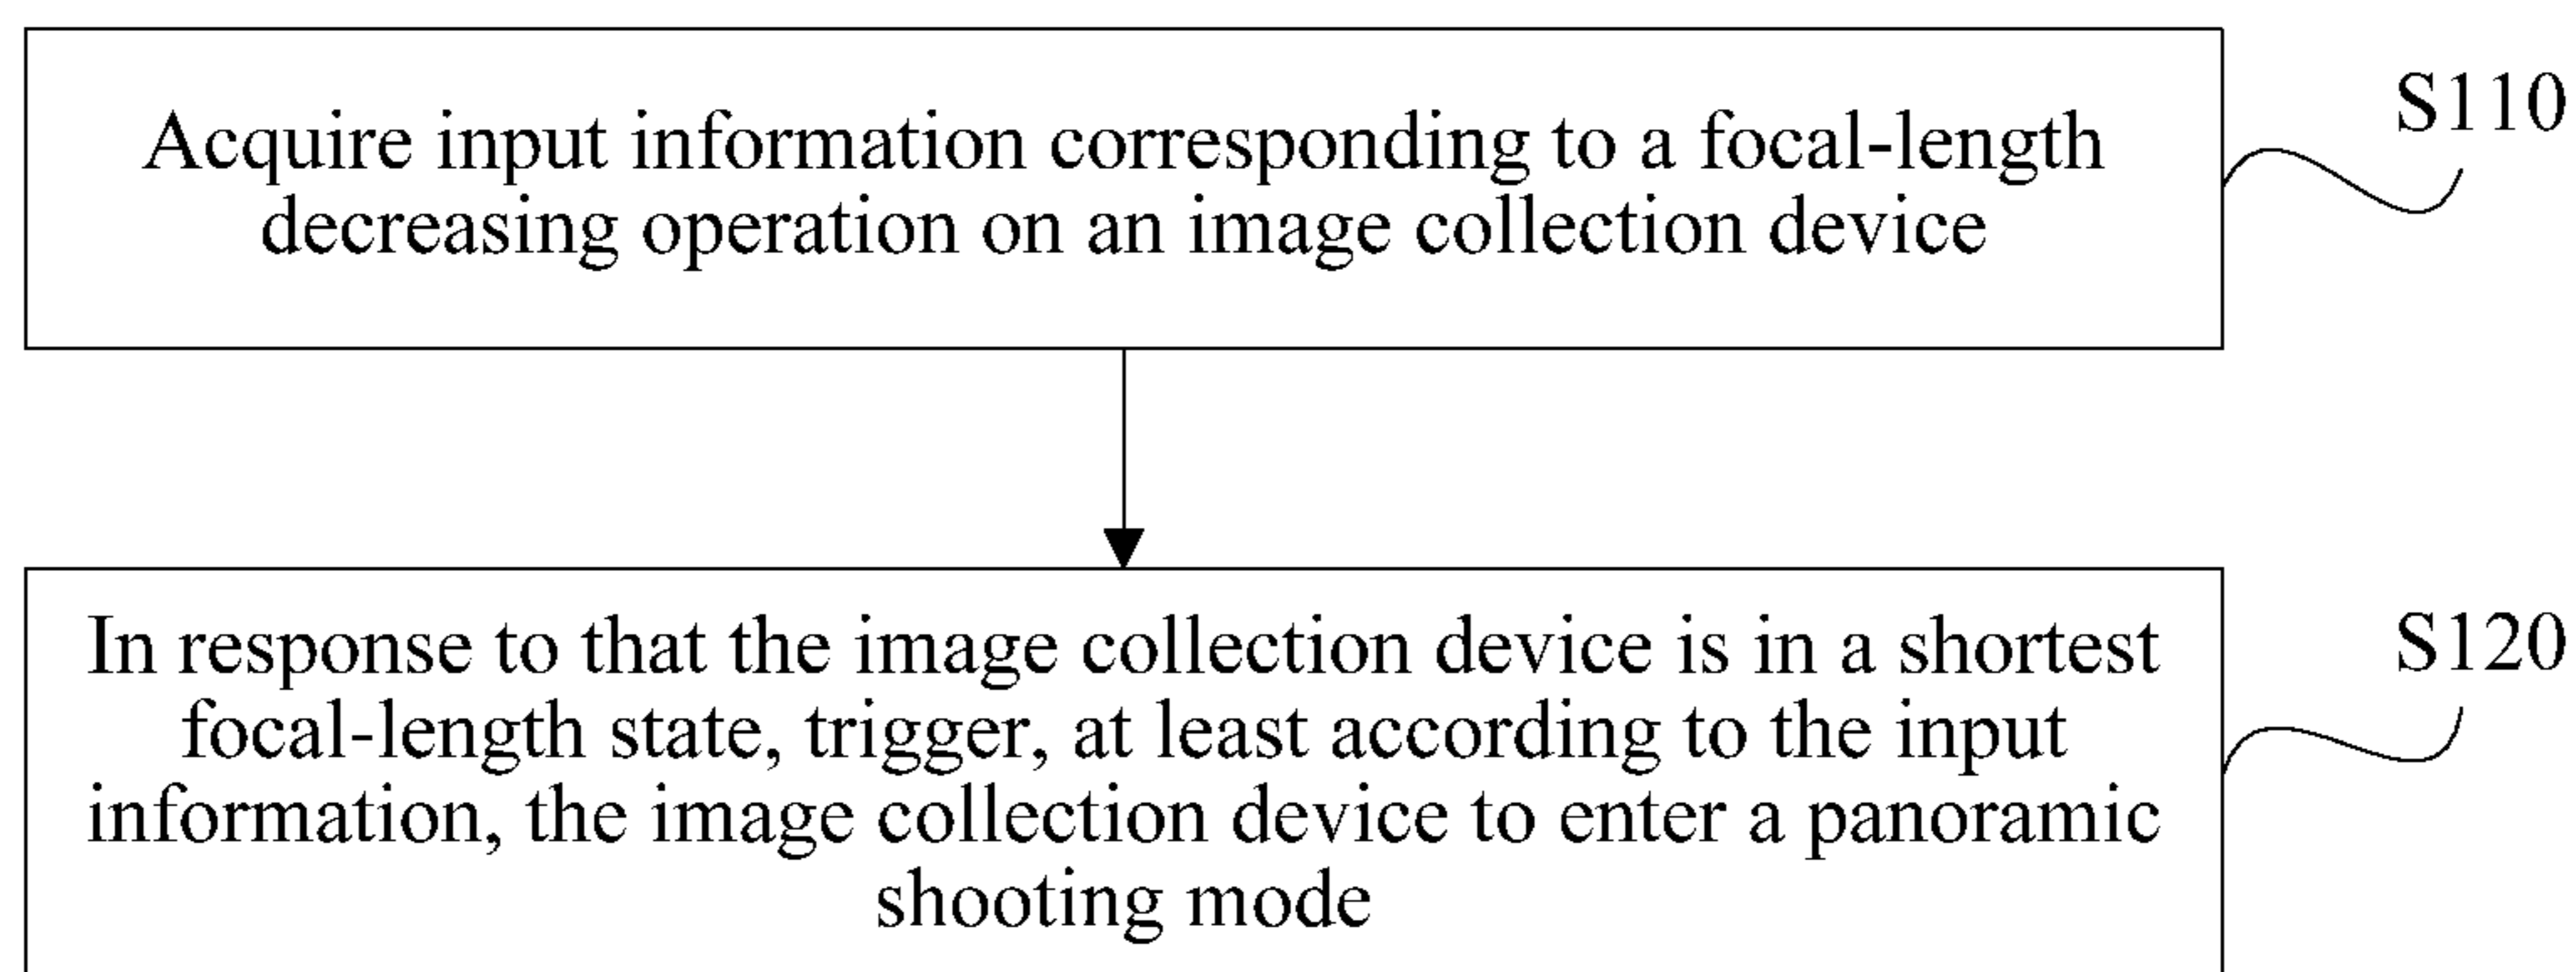 Acquire input information corresponding to a focal-length
decreasing operation on an image collection device
S110
In response to that the image collection device is in a shortest
focal-length state, trigger, at least according to the input
information, the image collection device to enter a panoramic
shooting mode
S120